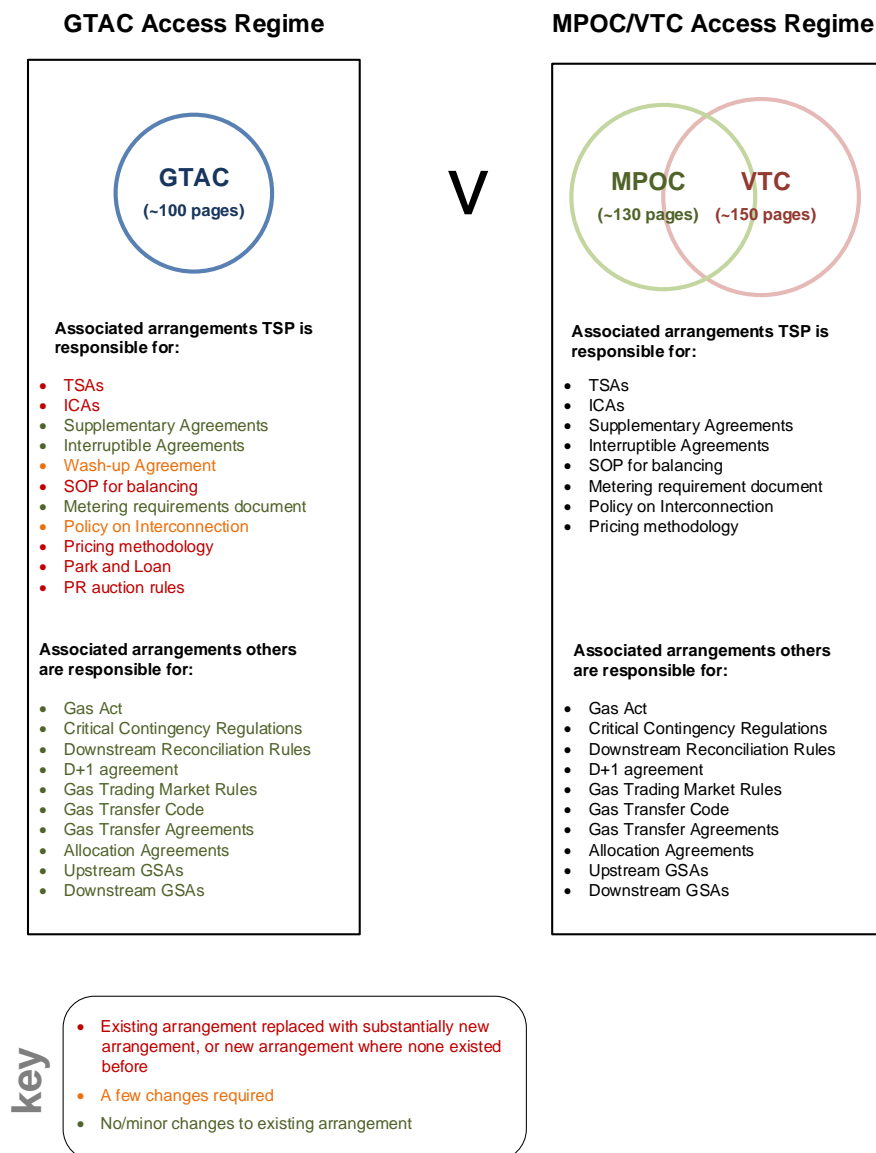 GTAC Access Regime
GTAC
(~100 pages)
Associated arrangements TSP is
responsible for:
• TSAs
• ICAs
• Supplementary Agreements
• Interruptible Agreements
• Wash-up Agreement
• SOP for balancing
• Metering requirements document
• Policy on Interconnection
• Pricing methodology
• Park and Loan
• PR auction rules
Associated arrangements others
are responsible for:
• Gas Act
• Critical Contingency Regulations
• Downstream Reconciliation Rules
• D+1 agreement
• Gas Trading Market Rules
• Gas Transfer Code
• Gas Transfer Agreements
• Allocation Agreements
• Upstream GSAs
• Downstream GSAs
V
MPOC/VTC Access Regime
MPOC
(~130 pages)
VTC
(~150 pages)
Associated arrangements TSP is
responsible for:
• TSAs
• ICAs
• Supplementary Agreements
• Interruptible Agreements
• SOP for balancing
• Metering requirement document
• Policy on Interconnection
• Pricing methodology
Associated arrangements others
are responsible for:
• Gas Act
• Critical Contingency Regulations
• Downstream Reconciliation Rules
• D+1 agreement
• Gas Trading Market Rules
• Gas Transfer Code
• Gas Transfer Agreements
• Allocation Agreements
• Upstream GSAs
• Downstream GSAs
key
• Existing arrangement replaced with substantially new
arrangement, or new arrangement where none existed
before
• A few changes required
• No/minor changes to existing arrangement